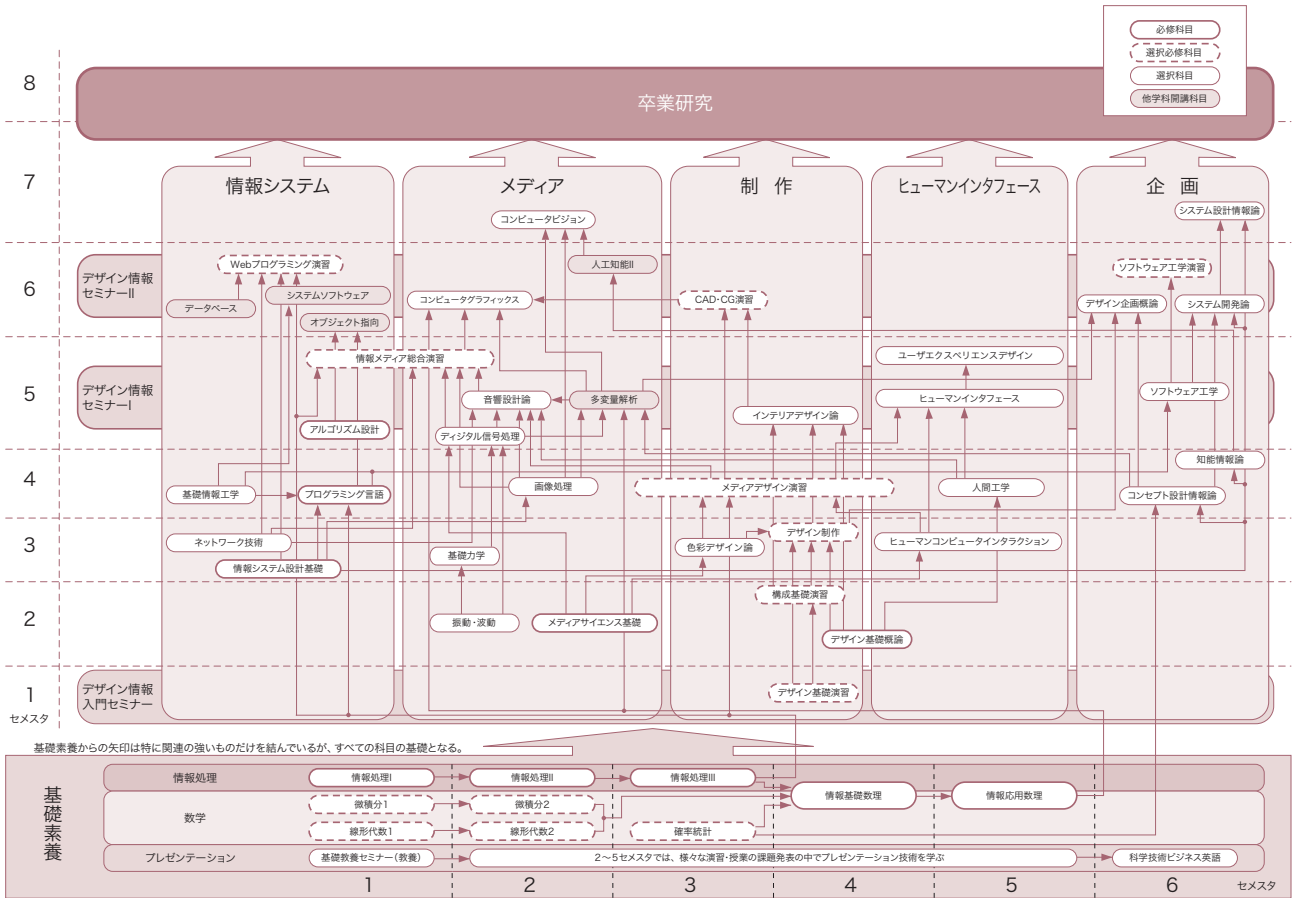 必修科目
選択必修科目
選択科目
他学科開講科目
8
卒業研究
7
情報システム
メディア
制 作
ヒューマンインタフェース
企 画
システム設計情報論
コンピュータビジョン
6
デザイン情報
セミナーII
Webプログラミング演習
人工知能II
ソフトウェア工学演習
システムソフトウェア
データベース
コンピュータグラフィックス
CAD・CG演習
デザイン企画概論
システム開発論
オブジェクト指向
5
デザイン情報
セミナーI
情報メディア総合演習
ユーザエクスペリエンスデザイン
音響設計論
多変量解析
ヒューマンインタフェース
ソフトウェア工学
インテリアデザイン論
アルゴリズム設計
ディジタル信号処理
4
知能情報論
基礎情報工学
プログラミング言語
画像処理
メディアデザイン演習
人間工学
コンセプト設計情報論
3
ネットワーク技術
基礎力学
色彩デザイン論
デザイン制作
ヒューマンコンピュータインタラクション
情報システム設計基礎
2
構成基礎演習
振動・波動
メディアサイエンス基礎
デザイン基礎概論
1
セメスタ
デザイン情報
入門セミナー
デザイン基礎演習
基礎素養からの矢印は特に関連の強いものだけを結んでいるが、すべての科目の基礎となる。
基礎素養
情報処理
情報処理I
情報処理II
情報処理III
数学
微積分1
微積分2
情報基礎数理
情報応用数理
線形代数1
線形代数2
確率統計
プレゼンテーション
基礎教養セミナー(教養)
2〜5セメスタでは、様々な演習・授業の課題発表の中でプレゼンテーション技術を学ぶ
科学技術ビジネス英語
1
2
3
4
5
6
セメスタ